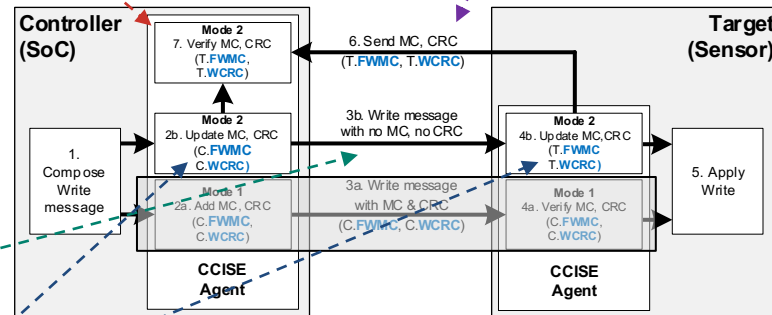 Controller
(SoC)
Target
(Sensor)
Mode 2
7. Verify MC, CRC
(T.FWMC,
T.WCRC)
6. Send MC, CRC
(T.FWMC, T.WCRC)
1.
Compose
Write
message
Mode 2
2b. Update MC, CRC
(C.FWMC
C.WCRC)
3b. Write message
with no MC, no CRC
Mode 2
4b. Update MC,CRC
(T.FWMC
T.WCRC)
5. Apply
Write
Mode 1
2a. Add MC, CRC
(C.FWMC,
C.WCRC)
3a. Write message
with MC & CRC
(C.FWMC, C.WCRC)
Mode 1
4a. Verify MC, CRC
(C.FWMC,
C.WCRC)
CCISE
Agent
CCISE
Agent